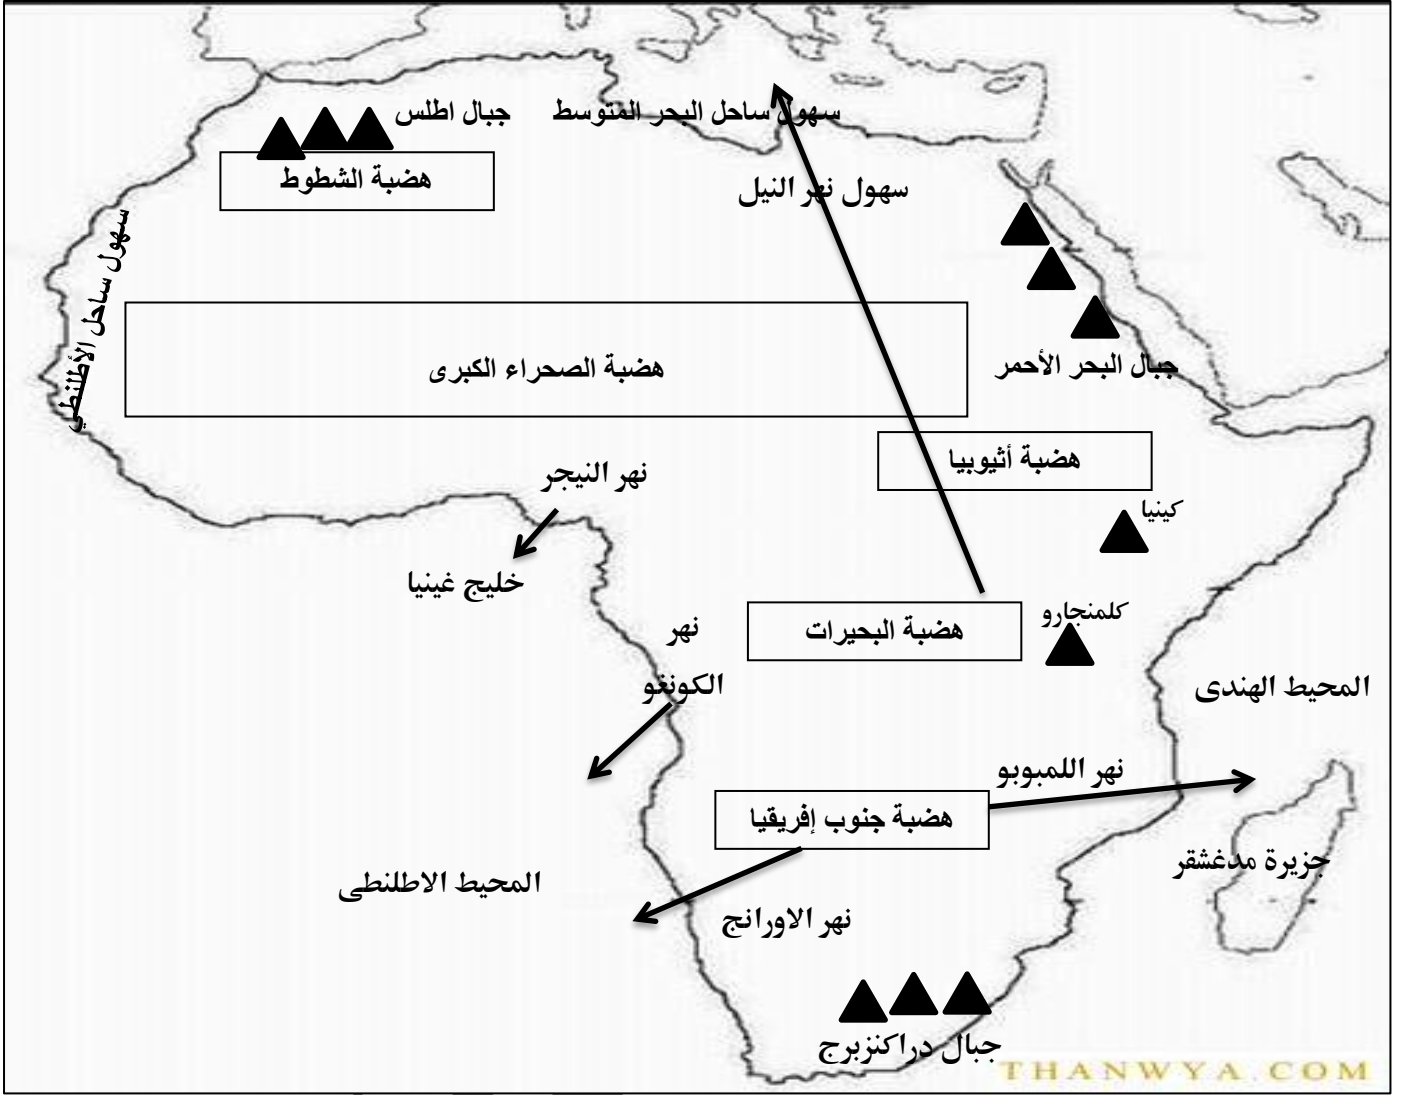 جبال اطلس
سهول ساحل البحر المتوسط
هضبة الشطوط
سهول نهر النيل
سهول ساحل الأطلنطي
هضبة الصحراء الكبرى
جبال البحر الأحمر
هضبة أثيوبيا
نهر النيجر
كينيا
خليج غينيا
كلمنجارو
هضبة البحيرات
نهر
الكونغو
المحيط الهندى
نهر اللمبوبو
هضبة جنوب إفريقيا
جزيرة مدغشقر
المحيط الاطلنطى
نهر الاورانج
جبال دراكنزبرج
THANWYA.COM